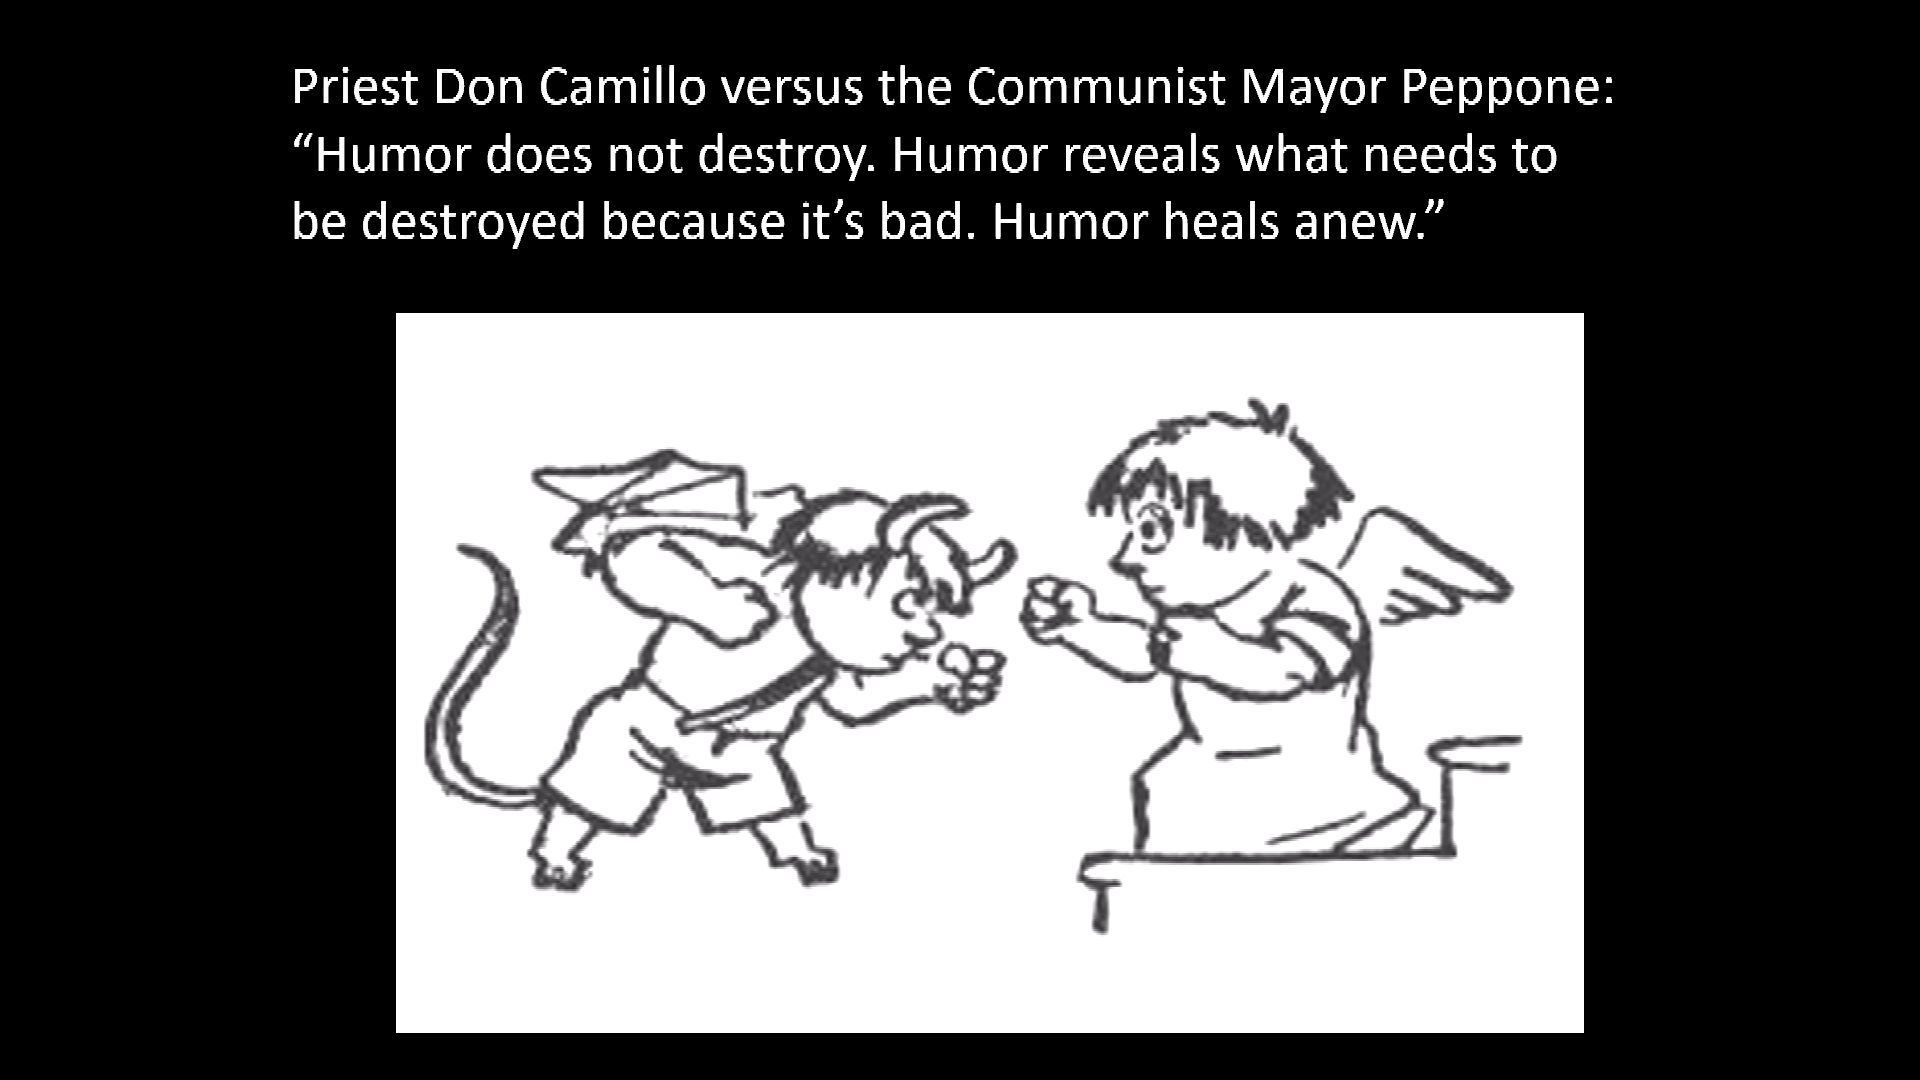 Priest Don Camillo versus the Communist Mayor Peppone:
“Humor does not destroy. Humor reveals what needs to
be destroyed because it’s bad. Humor heals anew.”